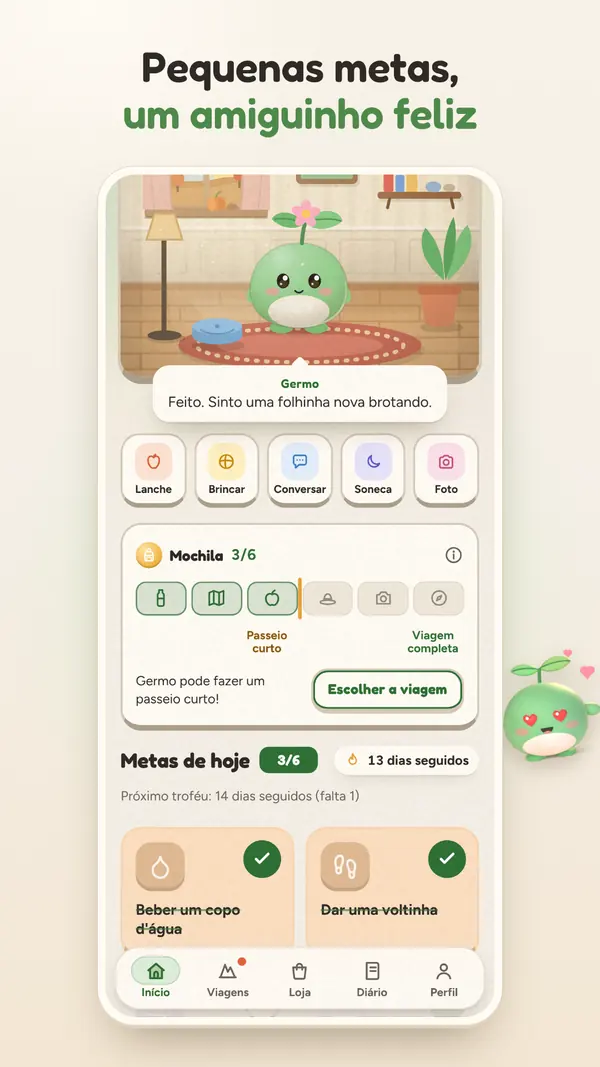 Pequenas metas,
um amiguinho feliz
Germo
Feito. Sinto uma folhinha nova brotando.
Lanche
Brincar
Conversar
Soneca
Foto
Mochila 3/6
Passeio
curto
Viagem
completa
Germo pode fazer um
passeio curto!
Escolher a viagem
Metas de hoje 3/6 13 dias seguidos
Próximo troféu: 14 dias seguidos (falta 1)
Beber um copo
d'água
Dar uma voltinha
Início
Viagens
Loja
Diário
Perfil